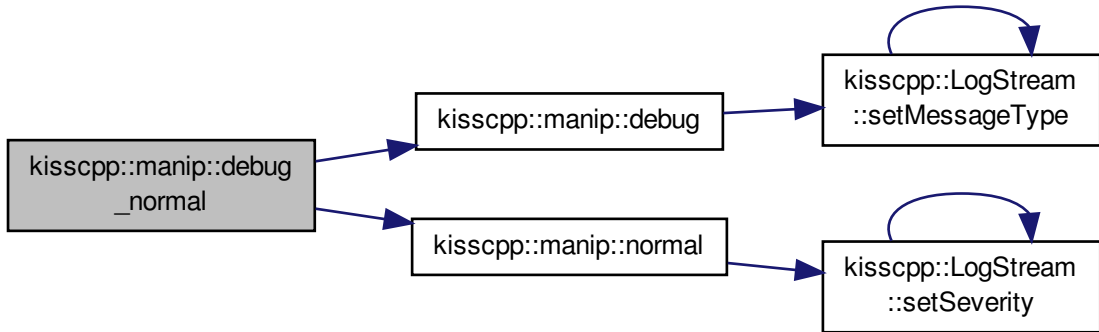 kisscpp::manip::debug
_normal
kisscpp::manip::debug
kisscpp::LogStream
::setMessageType
kisscpp::manip::normal
kisscpp::LogStream
::setSeverity